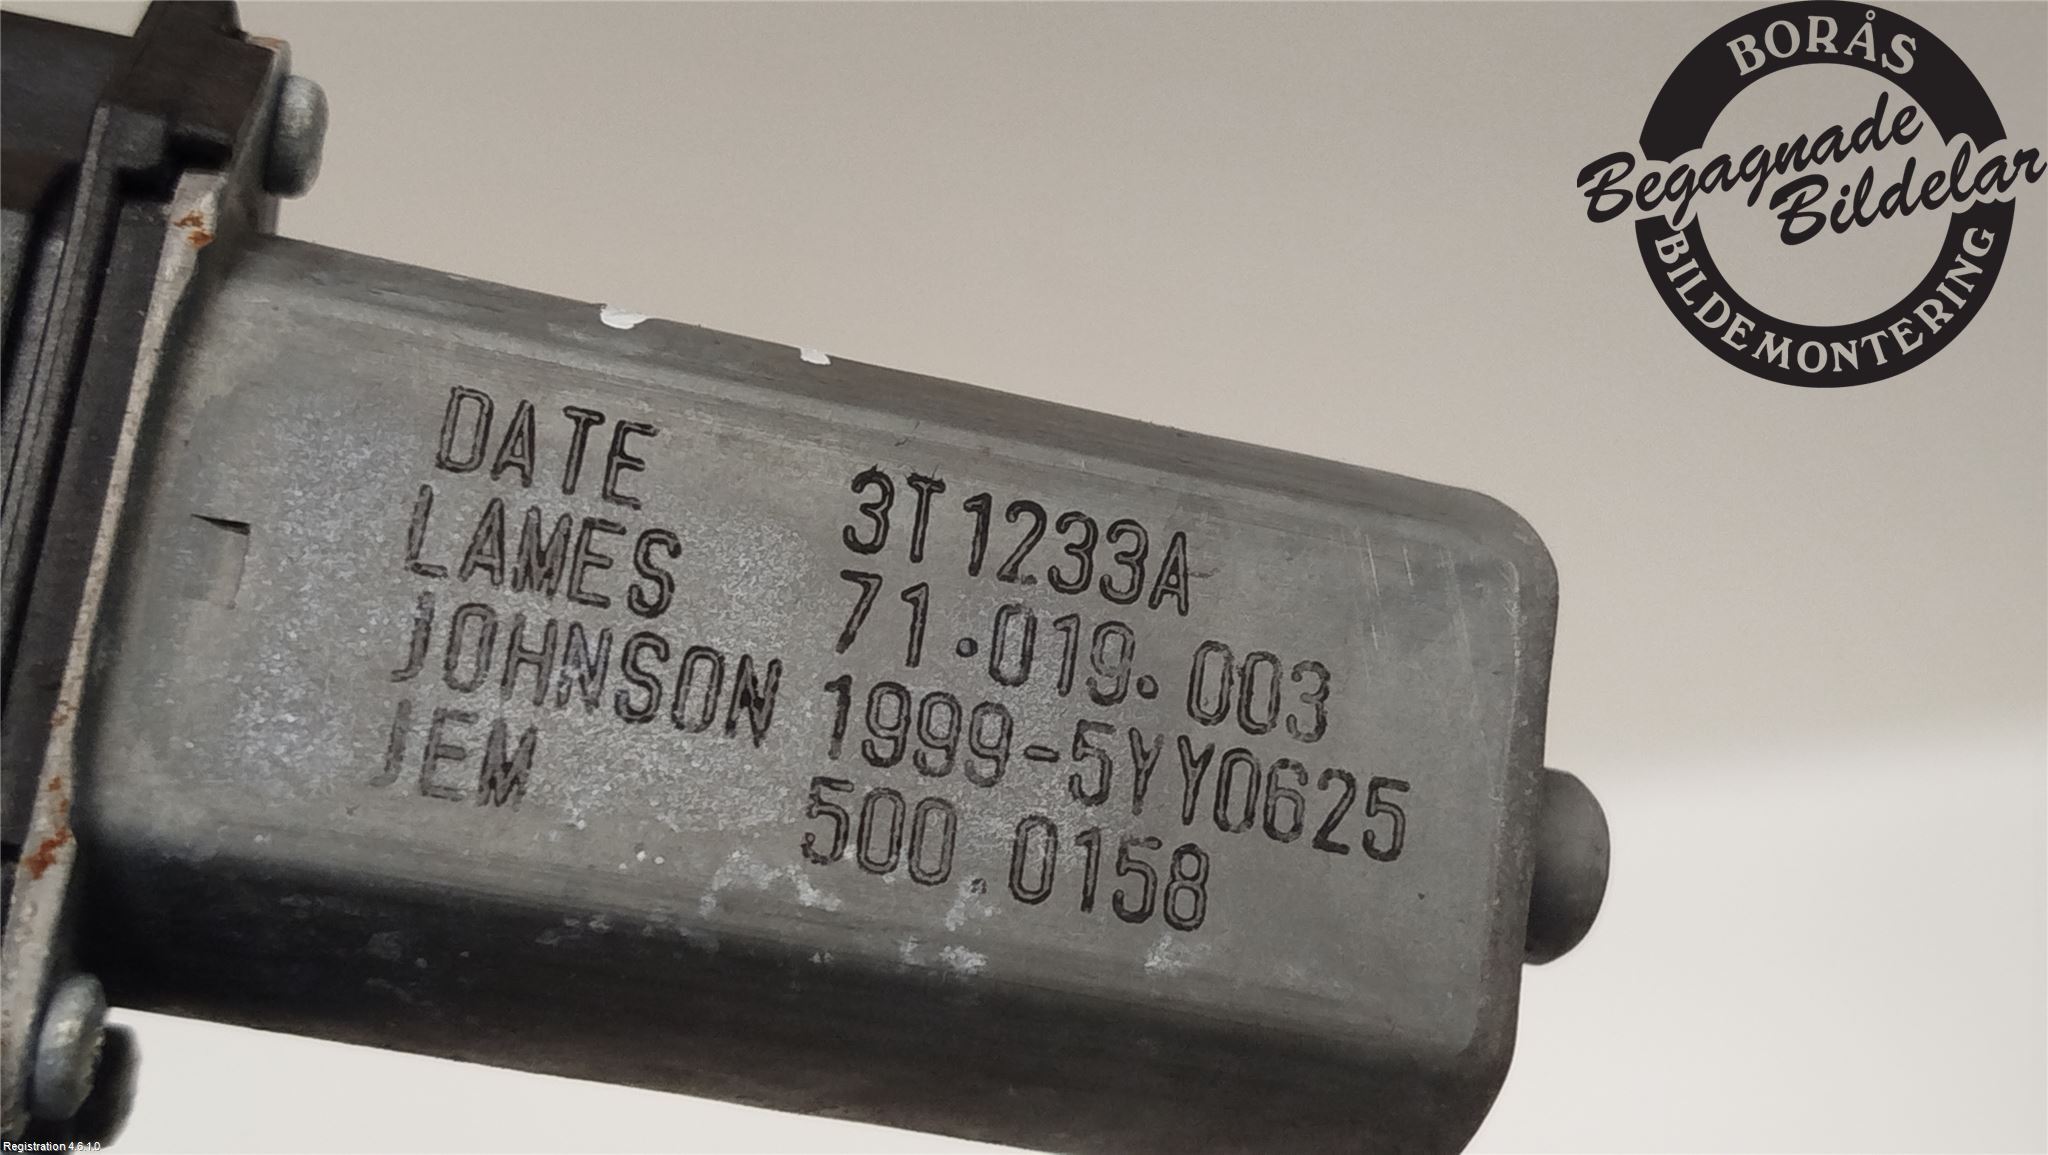 BORÅS
Begagnade
Bildelar
BILDEMONTERING
DATE 3T1233A
LAMES 71.019.003
JOHNSON 1999-5YY0625
JEM 500.0158
Registration 4.6.1.0